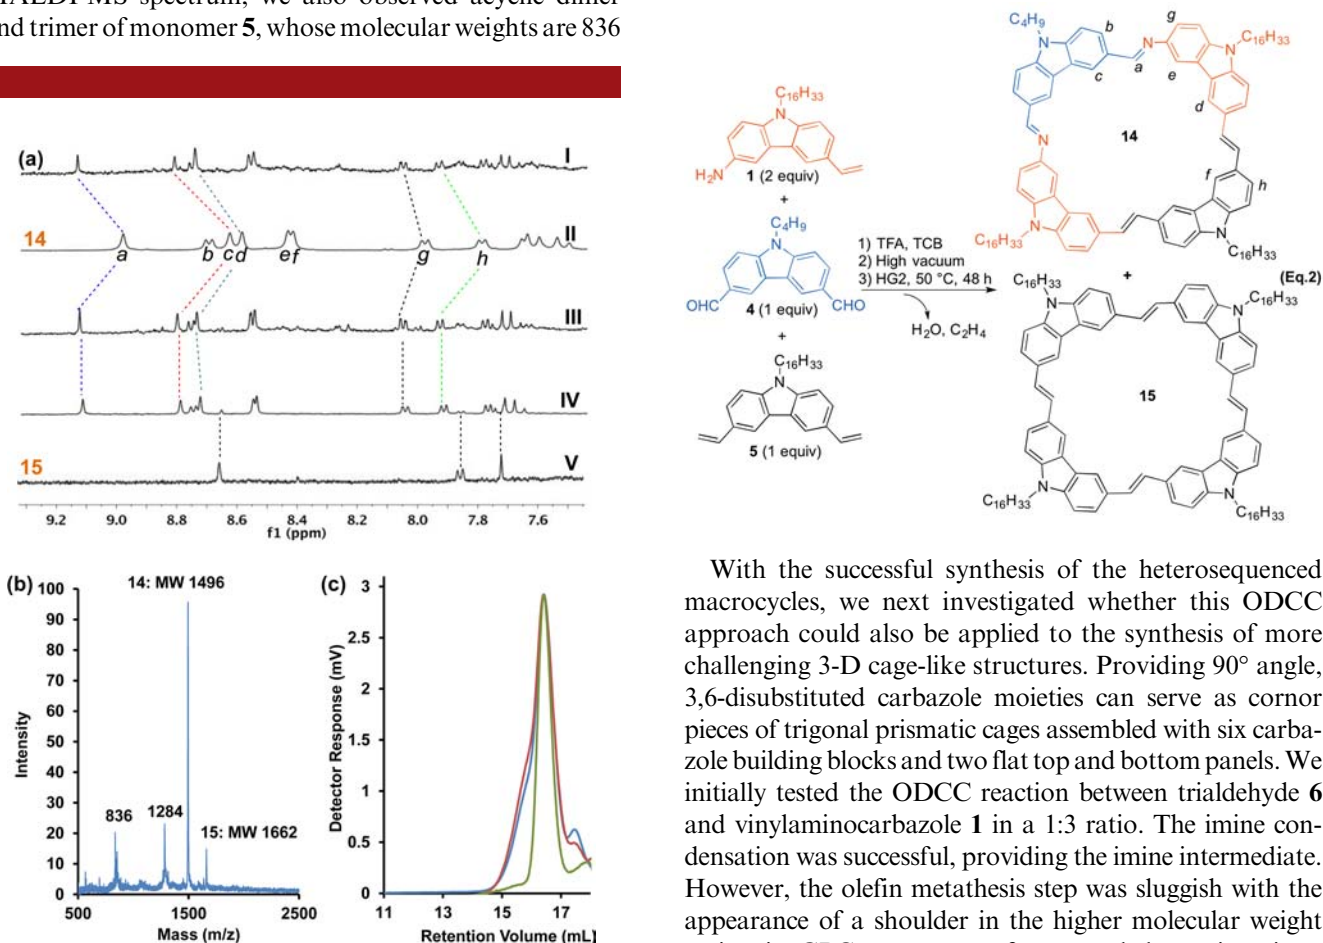 MALDI-MS spectrum, we also observed acyclic dimer
and trimer of monomer 5, whose molecular weights are 836
(a)
I
14
II
a
b
c
d
e
f
g
h
III
IV
15
V
9.2 9.0 8.8 8.6 8.4 8.2 8.0 7.8 7.6
f1 (ppm)
(b)
14: MW 1496
100
90
80
70
60
50
40
30
20
10
0
Intensity
836
1284
15: MW 1662
500 1500 2500
Mass (m/z)
(c)
3
2.5
2
1.5
1
0.5
0
Detector Response (mV)
11 13 15 17
Retention Volume (mL)
C16H33
N
H2N
1 (2 equiv)
+
C4H9
N
OHC
CHO
4 (1 equiv)
+
C16H33
N
5 (1 equiv)
1) TFA, TCB
2) High vacuum
3) HG2, 50 °C, 48 h
H2O, C2H4
C4H9
N
b
c
a
N
g
e
N
C16H33
d
14
N
N
C16H33
f
h
N
C16H33
+
(Eq.2)
C16H33
N
C16H33
N
15
N
C16H33
N
C16H33
With the successful synthesis of the heterosequenced
macrocycles, we next investigated whether this ODCC
approach could also be applied to the synthesis of more
challenging 3-D cage-like structures. Providing 90° angle,
3,6-disubstituted carbazole moieties can serve as cornor
pieces of trigonal prismatic cages assembled with six carba-
zole building blocks and two flat top and bottom panels. We
initially tested the ODCC reaction between trialdehyde 6
and vinylaminocarbazole 1 in a 1:3 ratio. The imine con-
densation was successful, providing the imine intermediate.
However, the olefin metathesis step was sluggish with the
appearance of a shoulder in the higher molecular weight